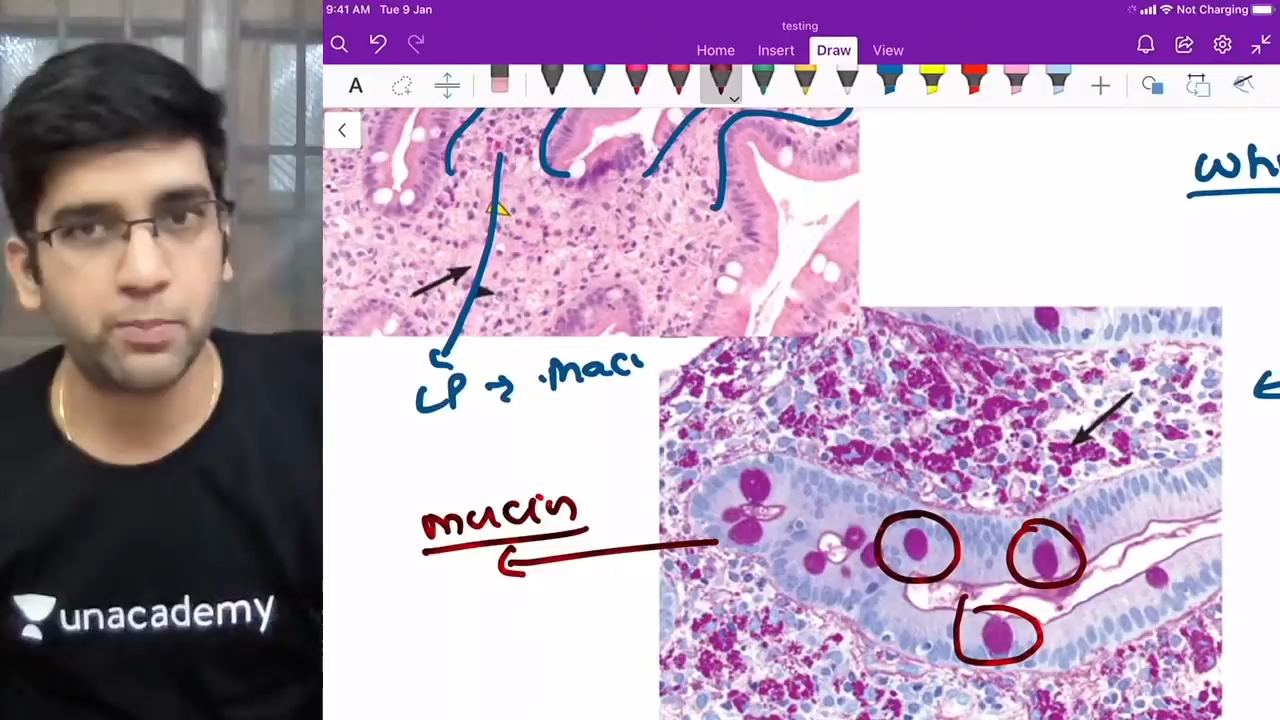 9:41 AM Tue 9 Jan
Not Charging
testing
Home Insert Draw View
A
LP → Mac
mucin
unacademy